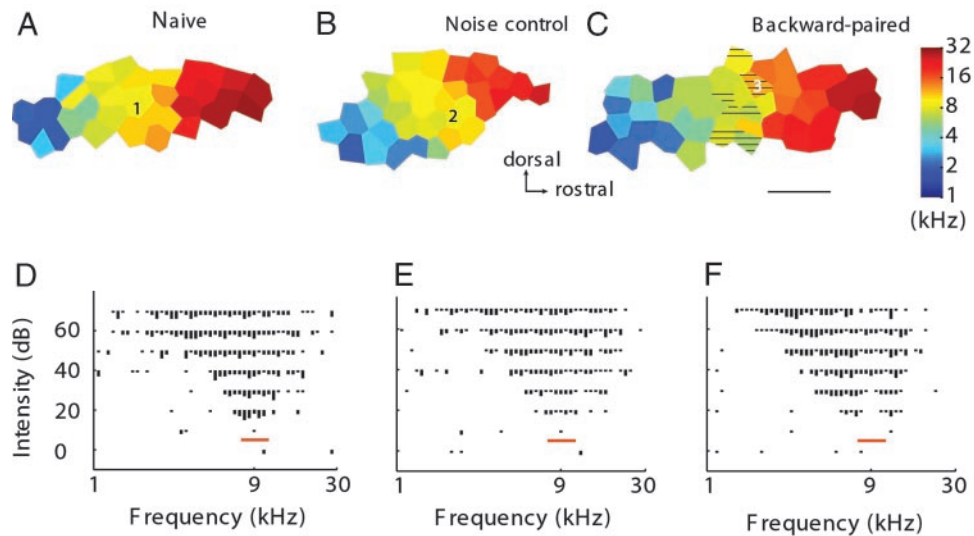 A
Naive
B
Noise control
C
Backward-paired
1
2
3
dorsal
rostral
32
16
8
4
2
1
(kHz)
D
E
F
Intensity (dB)
60
40
20
0
1
9
30
1
9
30
1
9
30
Frequency (kHz)
Frequency (kHz)
Frequency (kHz)